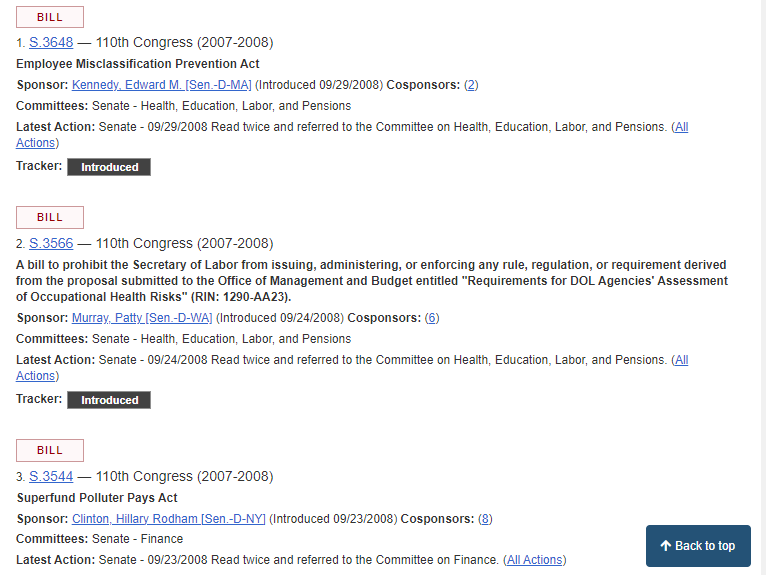 BILL
1. S.3648 — 110th Congress (2007-2008)
Employee Misclassification Prevention Act
Sponsor: Kennedy, Edward M. [Sen.-D-MA] (Introduced 09/29/2008) Cosponsors: (2)
Committees: Senate - Health, Education, Labor, and Pensions
Latest Action: Senate - 09/29/2008 Read twice and referred to the Committee on Health, Education, Labor, and Pensions. (All
Actions)
Tracker: Introduced
BILL
2. S.3566 — 110th Congress (2007-2008)
A bill to prohibit the Secretary of Labor from issuing, administering, or enforcing any rule, regulation, or requirement derived
from the proposal submitted to the Office of Management and Budget entitled "Requirements for DOL Agencies' Assessment
of Occupational Health Risks" (RIN: 1290-AA23).
Sponsor: Murray, Patty [Sen.-D-WA] (Introduced 09/24/2008) Cosponsors: (6)
Committees: Senate - Health, Education, Labor, and Pensions
Latest Action: Senate - 09/24/2008 Read twice and referred to the Committee on Health, Education, Labor, and Pensions. (All
Actions)
Tracker: Introduced
BILL
3. S.3544 — 110th Congress (2007-2008)
Superfund Polluter Pays Act
Sponsor: Clinton, Hillary Rodham [Sen.-D-NY] (Introduced 09/23/2008) Cosponsors: (8)
Committees: Senate - Finance
Latest Action: Senate - 09/23/2008 Read twice and referred to the Committee on Finance. (All Actions)
Back to top